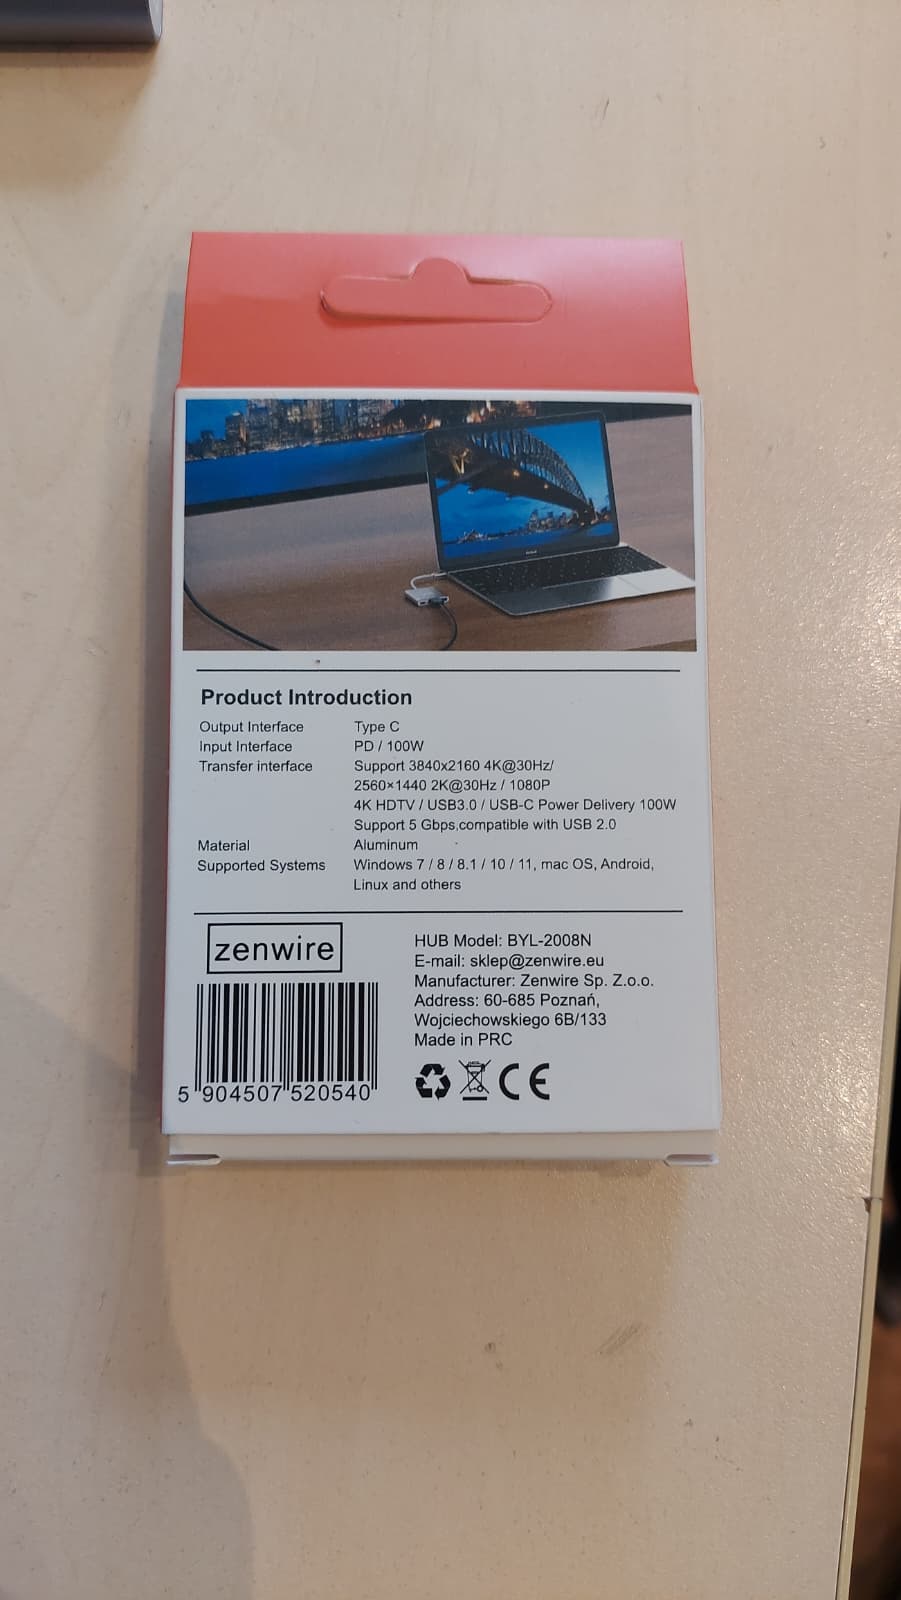 Product Introduction
Output Interface Type C
Input Interface PD / 100W
Transfer interface Support 3840x2160 4K@30Hz/
2560×1440 2K@30Hz / 1080P
4K HDTV / USB3.0 / USB-C Power Delivery 100W
Support 5 Gbps,compatible with USB 2.0
Material Aluminum
Supported Systems Windows 7 / 8 / 8.1 / 10 / 11, mac OS, Android,
Linux and others
zenwire
HUB Model: BYL-2008N
E-mail: sklep@zenwire.eu
Manufacturer: Zenwire Sp. Z.o.o.
Address: 60-685 Poznań,
Wojciechowskiego 6B/133
Made in PRC
5 904507 520540
CE